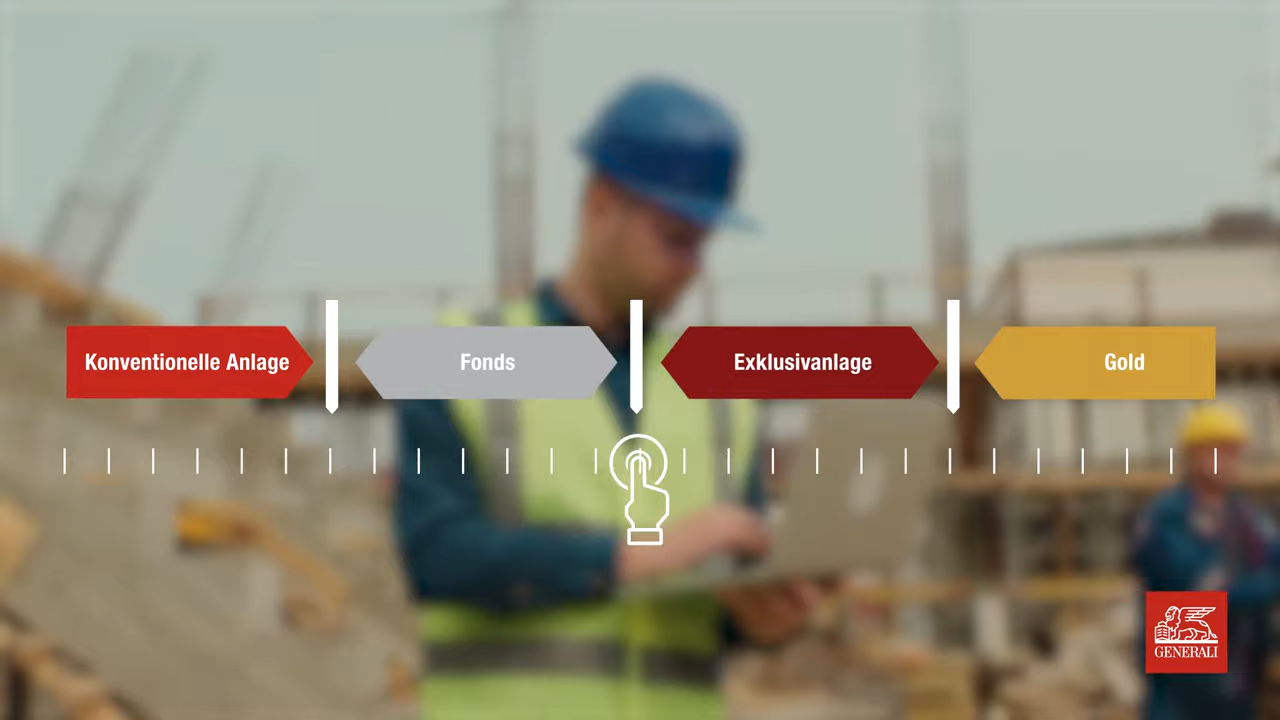 Konventionelle Anlage
Fonds
Exklusivanlage
Gold
GENERALI